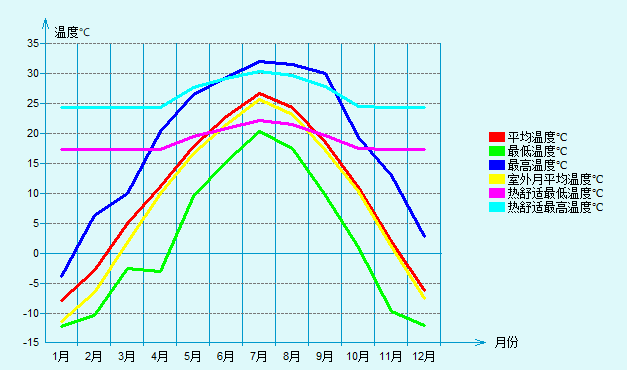 温度℃
35
30
25
20
15
10
5
0
-5
-10
-15
1月 2月 3月 4月 5月 6月 7月 8月 9月 10月 11月 12月
月份
平均温度℃
最低温度℃
最高温度℃
室外月平均温度℃
热舒适最低温度℃
热舒适最高温度℃